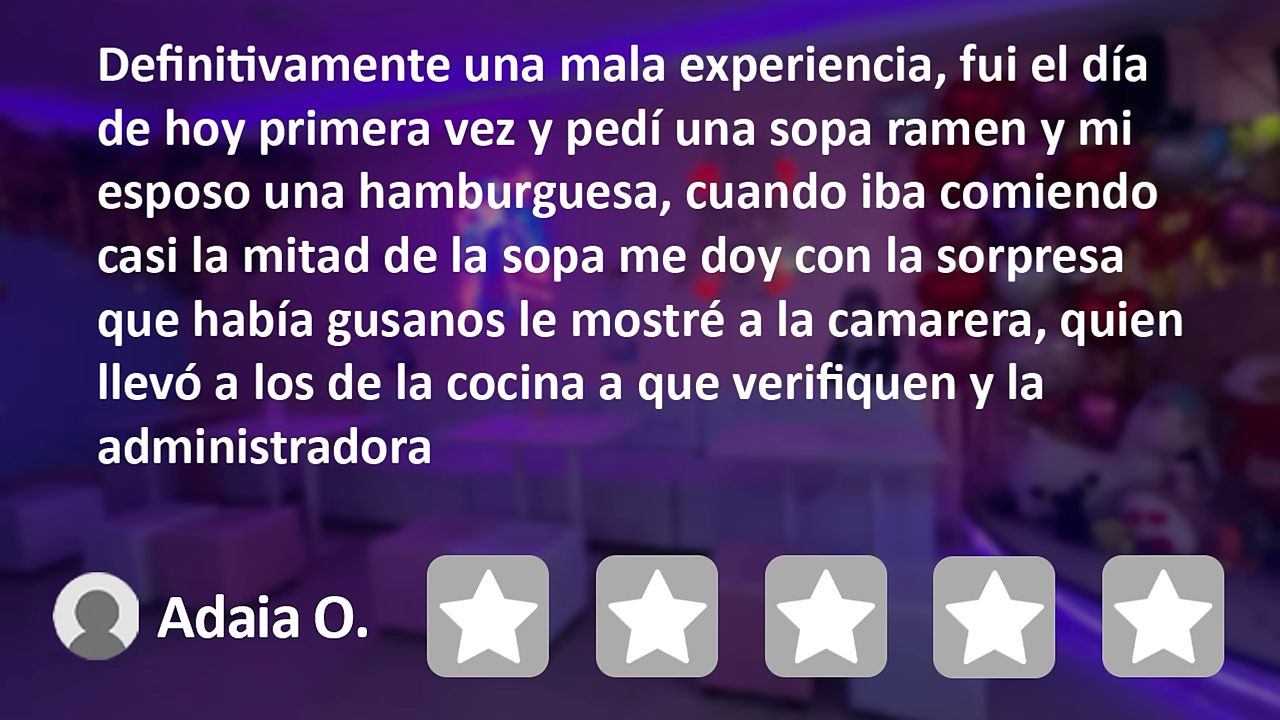 Definitivamente una mala experiencia, fui el día
de hoy primera vez y pedí una sopa ramen y mi
esposo una hamburguesa, cuando iba comiendo
casi la mitad de la sopa me doy con la sorpresa
que había gusanos le mostré a la camarera, quien
llevó a los de la cocina a que verifiquen y la
administradora
Adaia O.